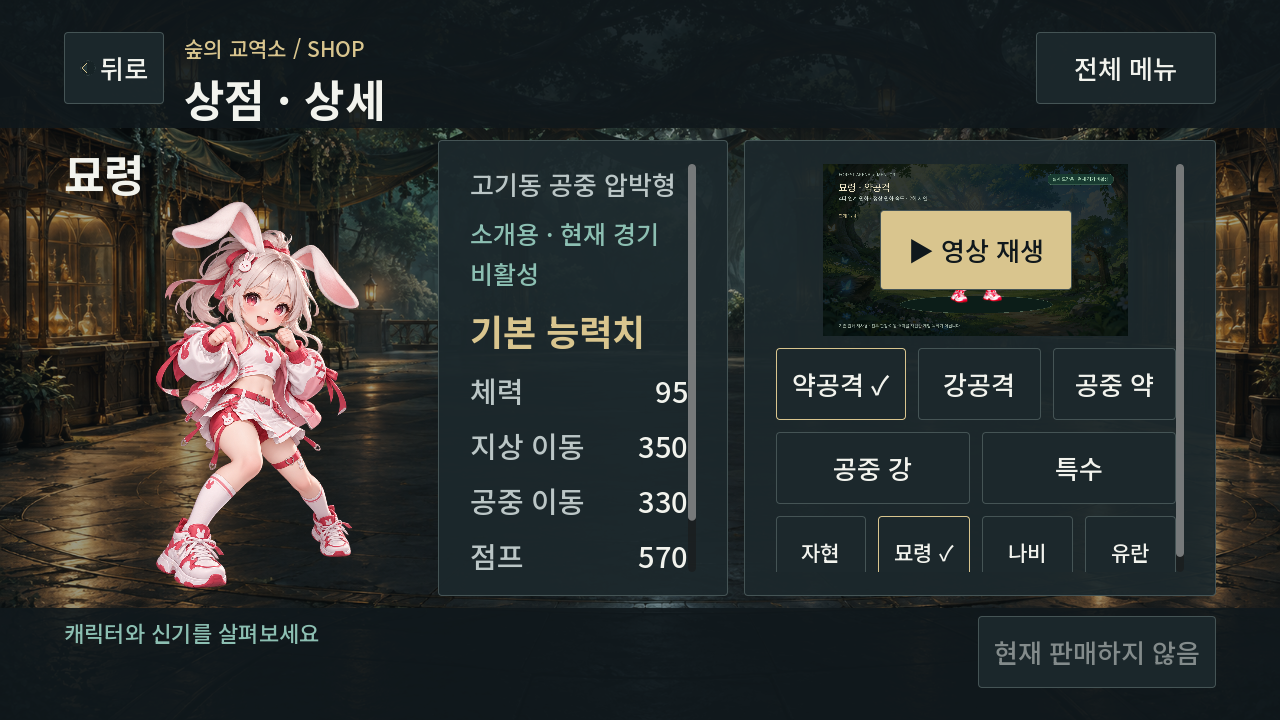 뒤로
숲의 교역소 / SHOP
상점 · 상세
전체 메뉴
묘령
고기동 공중 압박형
소개용 · 현재 경기
비활성
기본 능력치
체력 95
지상 이동 350
공중 이동 330
점프 570
묘령 · 약공격
▶ 영상 재생
약공격 ✓
강공격
공중 약
공중 강
특수
자현
묘령 ✓
나비
유란
캐릭터와 신기를 살펴보세요
현재 판매하지 않음